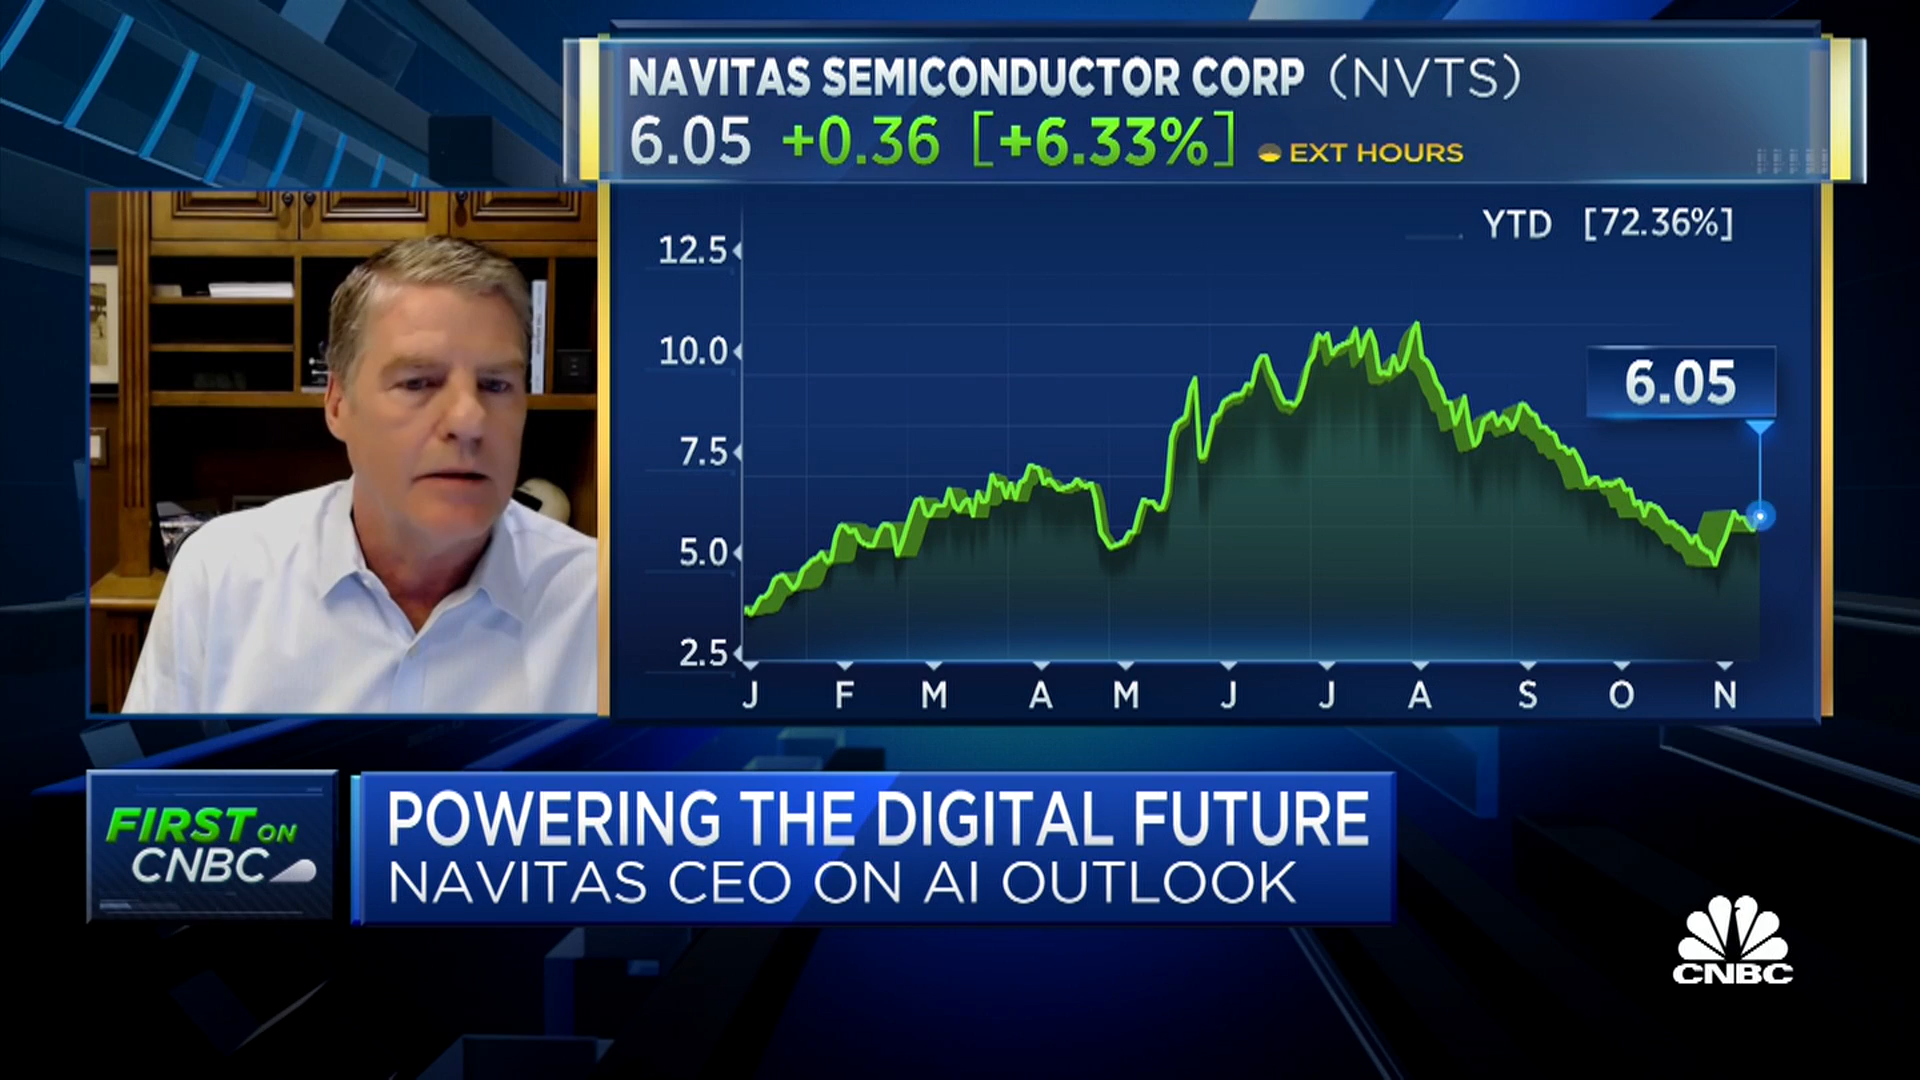 NAVITAS SEMICONDUCTOR CORP (NVTS)
6.05 +0.36 [+6.33%] EXT HOURS
YTD [72.36%]
12.5
10.0
7.5
5.0
2.5
6.05
J F M A M J J A S O N
FIRST ON
CNBC
POWERING THE DIGITAL FUTURE
NAVITAS CEO ON AI OUTLOOK
CNBC